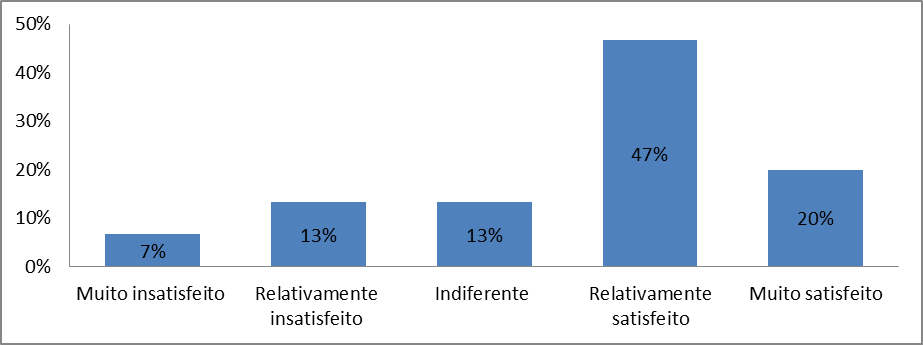 50%
40%
30%
20%
10%
0%
7%
13%
13%
47%
20%
Muito insatisfeito
Relativamente
insatisfeito
Indiferente
Relativamente
satisfeito
Muito satisfeito